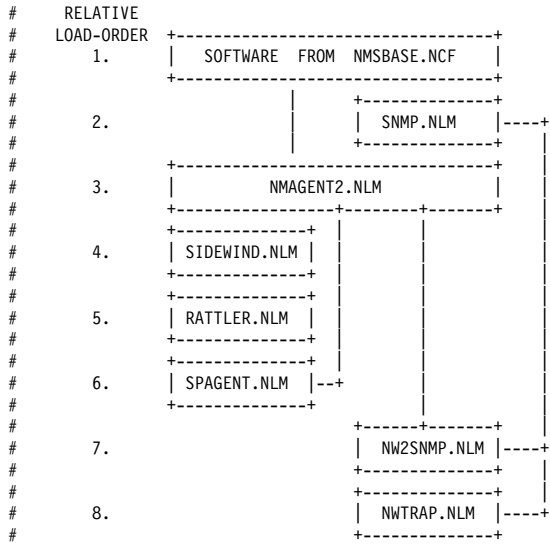 #     RELATIVE
#    LOAD-ORDER  +----------------------------------+
#        1.      |   SOFTWARE  FROM  NMSBASE.NCF    |
#                +----------------------------------+
#                             |      +--------------+
#        2.                   |      |  SNMP.NLM    |----+
#                             |      +--------------+    |
#                +----------------------------------+    |
#        3.      |          NMAGENT2.NLM            |    |
#                +-----------------+--------+-------+    |
#                +--------------+  |        |            |
#        4.      | SIDEWIND.NLM |  |        |            |
#                +--------------+  |        |            |
#                +--------------+  |        |            |
#        5.      | RATTLER.NLM  |  |        |            |
#                +--------------+  |        |            |
#                +--------------+  |        |            |
#        6.      | SPAGENT.NLM  |--+        |            |
#                +--------------+           |            |
#                                    +------+-------+    |
#        7.                          |  NW2SNMP.NLM |----+
#                                    +--------------+    |
#                                    +--------------+    |
#        8.                          |  NWTRAP.NLM  |----+
#                                    +--------------+